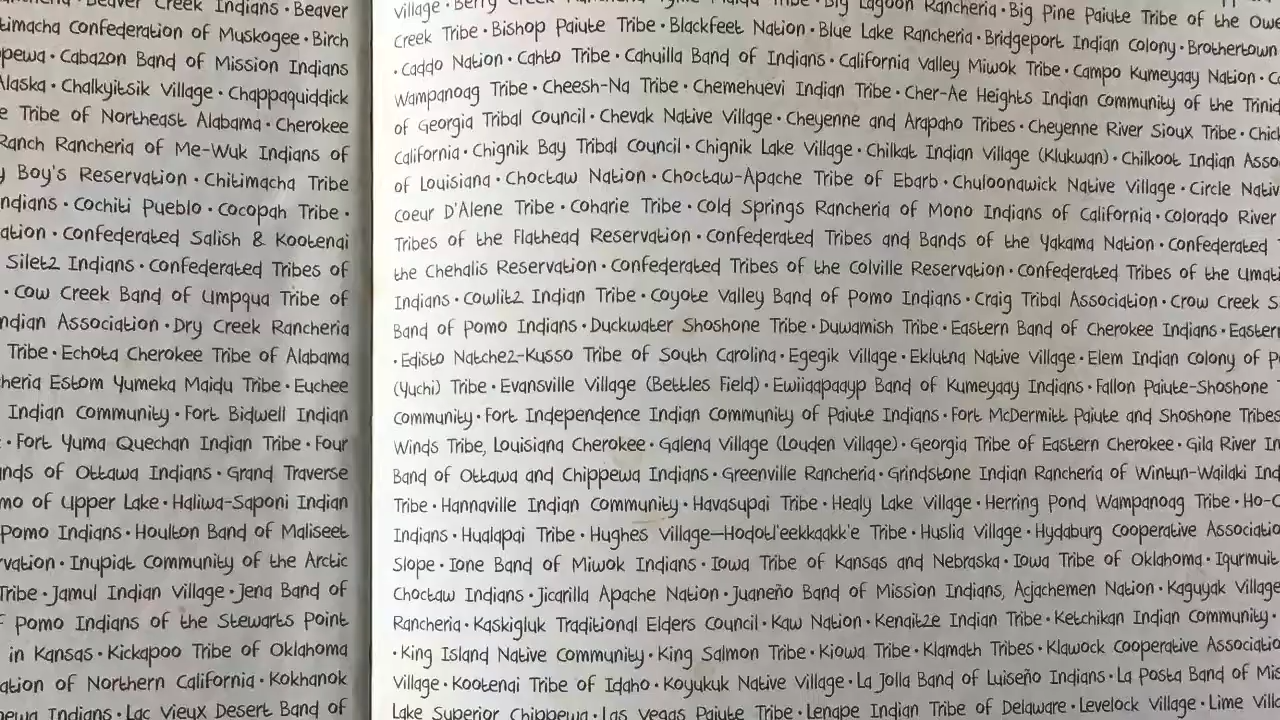 Beaver Creek Indians · Beaver Village · Berry Creek Rancheria Tyme Maidu Tribe · Big Lagoon Rancheria · Big Pine Paiute Tribe of the Ow
timacha Confederation of Muskogee · Birch Creek Tribe · Bishop Paiute Tribe · Blackfeet Nation · Blue Lake Rancheria · Bridgeport Indian Colony · Brothertown
pewa · Cabazon Band of Mission Indians · Caddo Nation · Cahto Tribe · Cahuilla Band of Indians · California Valley Miwok Tribe · Campo Kumeyaay Nation · C
Alaska · Chalkyitsik Village · Chappaquiddick Wampanoag Tribe · Cheesh-Na Tribe · Chemehuevi Indian Tribe · Cher-Ae Heights Indian Community of the Trinid
e Tribe of Northeast Alabama · Cherokee of Georgia Tribal Council · Chevak Native Village · Cheyenne and Arapaho Tribes · Cheyenne River Sioux Tribe · Chic
Ranch Rancheria of Me-Wuk Indians of California · Chignik Bay Tribal Council · Chignik Lake Village · Chilkat Indian Village (Klukwan) · Chilkoot Indian Asso
y Boy's Reservation · Chitimacha Tribe of Louisiana · Choctaw Nation · Choctaw-Apache Tribe of Ebarb · Chuloonawick Native Village · Circle Nativ
ndians · Cochiti Pueblo · Cocopah Tribe · Coeur D'Alene Tribe · Coharie Tribe · Cold Springs Rancheria of Mono Indians of California · Colorado River
ation · Confederated Salish & Kootenai Tribes of the Flathead Reservation · Confederated Tribes and Bands of the Yakama Nation · Confederated
Siletz Indians · Confederated Tribes of the Chehalis Reservation · Confederated Tribes of the Colville Reservation · Confederated Tribes of the Umati
· Cow Creek Band of Umpqua Tribe of Indians · Cowlitz Indian Tribe · Coyote Valley Band of Pomo Indians · Craig Tribal Association · Crow Creek S
ndian Association · Dry Creek Rancheria Band of Pomo Indians · Duckwater Shoshone Tribe · Duwamish Tribe · Eastern Band of Cherokee Indians · Eastern
Tribe · Echota Cherokee Tribe of Alabama · Edisto Natchez-Kusso Tribe of South Carolina · Egegik Village · Eklutna Native Village · Elem Indian Colony of P
cheria Estom Yumeka Maidu Tribe · Euchee (Yuchi) Tribe · Evansville Village (Bettles Field) · Ewiiaapaayp Band of Kumeyaay Indians · Fallon Paiute-Shoshone
Indian Community · Fort Bidwell Indian Community · Fort Independence Indian Community of Paiute Indians · Fort McDermitt Paiute and Shoshone Tribes
· Fort Yuma Quechan Indian Tribe · Four Winds Tribe, Louisiana Cherokee · Galena Village (Louden Village) · Georgia Tribe of Eastern Cherokee · Gila River In
nds of Ottawa Indians · Grand Traverse Band of Ottawa and Chippewa Indians · Greenville Rancheria · Grindstone Indian Rancheria of Wintun-Wailaki Ind
mo of Upper Lake · Haliwa-Saponi Indian Tribe · Hannaville Indian Community · Havasupai Tribe · Healy Lake Village · Herring Pond Wampanoag Tribe · Ho-C
Pomo Indians · Houlton Band of Maliseet Indians · Hualapai Tribe · Hughes Village—Hodotl'eekkaakk'e Tribe · Huslia Village · Hydaburg Cooperative Associatio
rvation · Inupiat Community of the Arctic Slope · Ione Band of Miwok Indians · Iowa Tribe of Kansas and Nebraska · Iowa Tribe of Oklahoma · Iqurmuit
Tribe · Jamul Indian Village · Jena Band of Choctaw Indians · Jicarilla Apache Nation · Juaneño Band of Mission Indians, Acjachemen Nation · Kaguyak Village
f Pomo Indians of the Stewarts Point Rancheria · Kaskigluk Traditional Elders Council · Kaw Nation · Kenaitze Indian Tribe · Ketchikan Indian Community ·
in Kansas · Kickapoo Tribe of Oklahoma · King Island Native Community · King Salmon Tribe · Kiowa Tribe · Klamath Tribes · Klawock Cooperative Associatio
ation of Northern California · Kokhanok Village · Kootenai Tribe of Idaho · Koyukuk Native Village · La Jolla Band of Luiseño Indians · La Posta Band of Mis
pewa Indians · Lac Vieux Desert Band of Lake Superior Chippewa · Las Vegas Paiute Tribe · Lenape Indian Tribe of Delaware · Levelock Village · Lime Vill